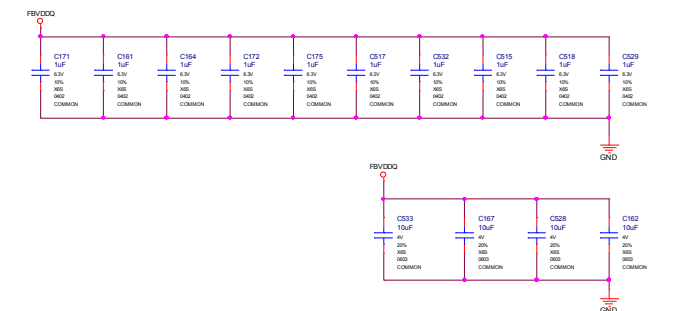 FBVDDQ
C171 C161 C164 C172 C175 C517 C532 C515 C518 C529
1uF 1uF 1uF 1uF 1uF 1uF 1uF 1uF 1uF 1uF
6.3V 6.3V 6.3V 6.3V 6.3V 6.3V 6.3V 6.3V 6.3V 6.3V
10% 10% 10% 10% 10% 10% 10% 10% 10% 10%
X6S X6S X6S X6S X6S X6S X6S X6S X6S X6S
0402 0402 0402 0402 0402 0402 0402 0402 0402 0402
COMMON COMMON COMMON COMMON COMMON COMMON COMMON COMMON COMMON COMMON
GND
FBVDDQ
C533 C167 C528 C162
10uF 10uF 10uF 10uF
4V 4V 4V 4V
20% 20% 20% 20%
X6S X6S X6S X6S
0603 0603 0603 0603
COMMON COMMON COMMON COMMON
GND